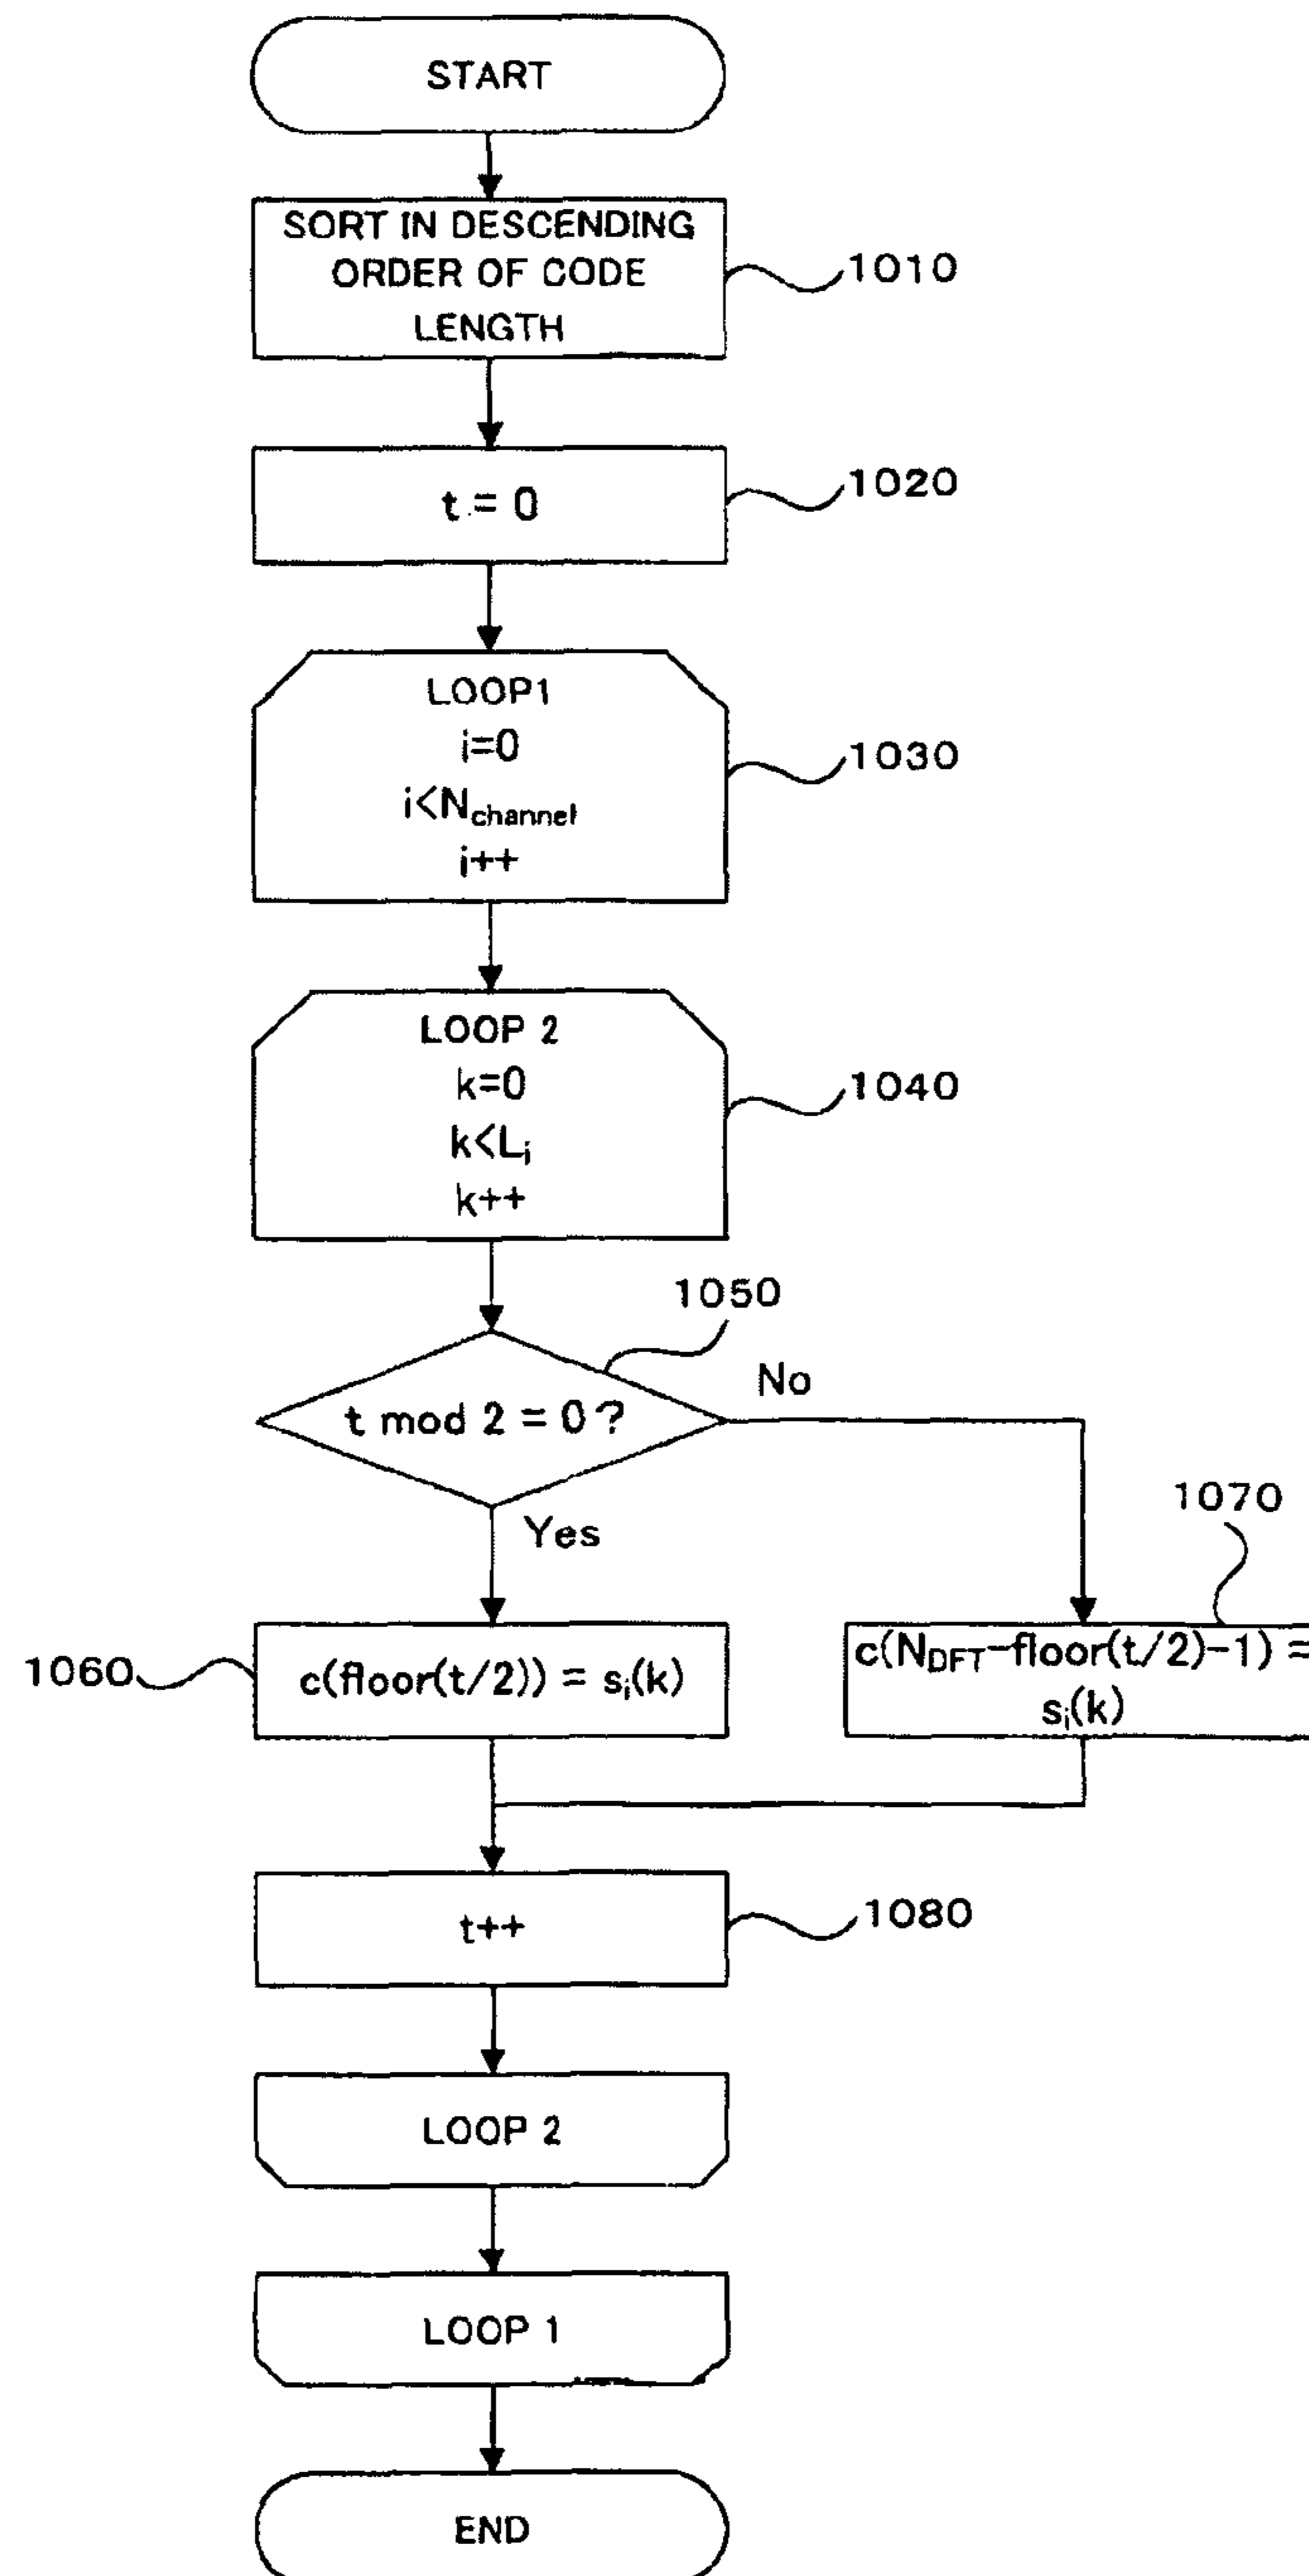 START
SORT IN DESCENDING
ORDER OF CODE
LENGTH
1010
t = 0
1020
LOOP1
i=0
i<Nchannel
i++
1030
LOOP 2
k=0
k<Li
k++
1040
1050
t mod 2 = 0 ?
No
Yes
1070
1060
c(floor(t/2)) = si(k)
c(NDFT-floor(t/2)-1) =
si(k)
t++
1080
LOOP 2
LOOP 1
END